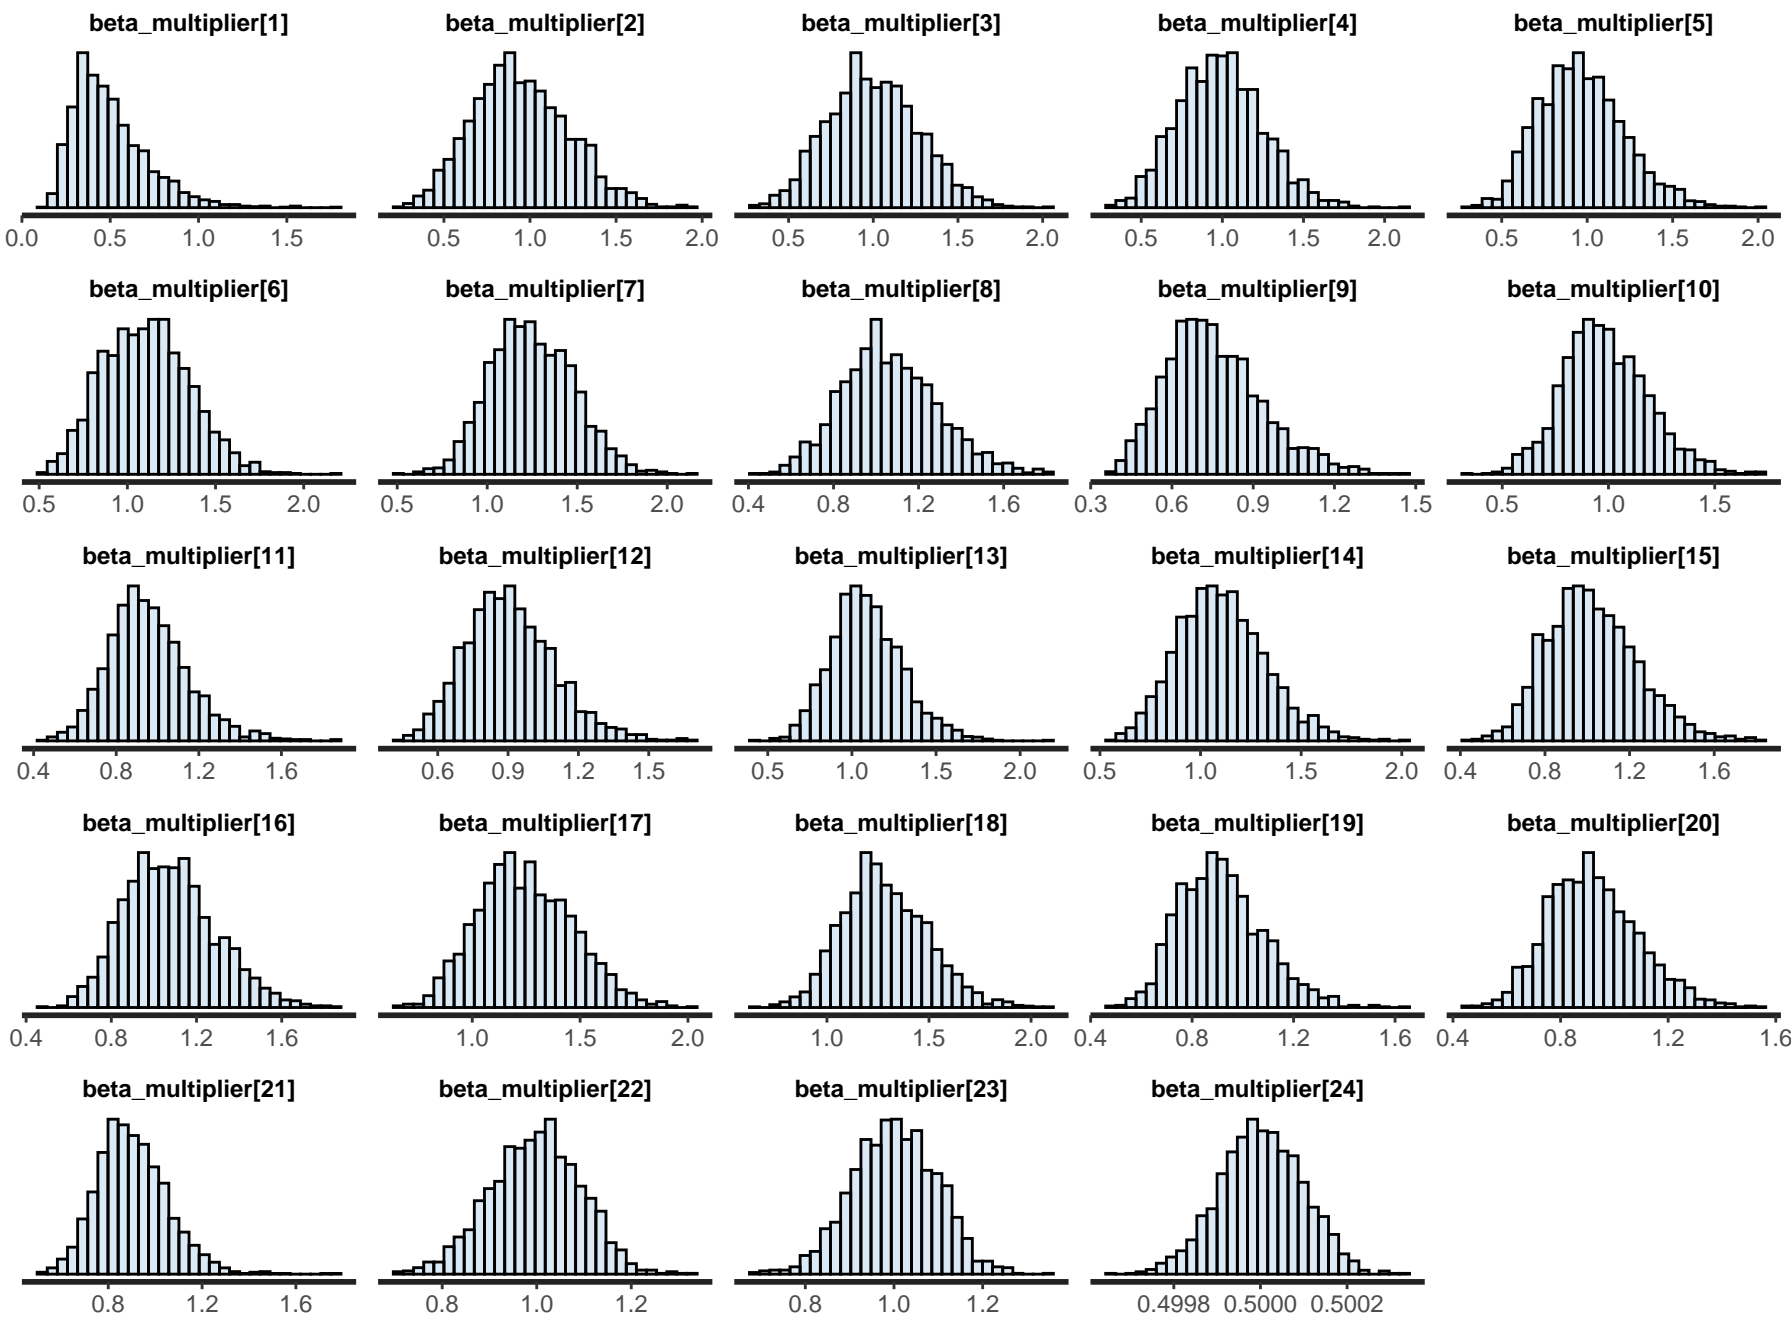 beta_multiplier[1] beta_multiplier[2] beta_multiplier[3] beta_multiplier[4] beta_multiplier[5]
0.0 0.5 1.0 1.5 0.5 1.0 1.5 2.0 0.5 1.0 1.5 2.0 0.5 1.0 1.5 2.0 0.5 1.0 1.5 2.0
beta_multiplier[6] beta_multiplier[7] beta_multiplier[8] beta_multiplier[9] beta_multiplier[10]
0.5 1.0 1.5 2.0 0.5 1.0 1.5 2.0 0.4 0.8 1.2 1.6 0.3 0.6 0.9 1.2 1.5 0.5 1.0 1.5
beta_multiplier[11] beta_multiplier[12] beta_multiplier[13] beta_multiplier[14] beta_multiplier[15]
0.4 0.8 1.2 1.6 0.6 0.9 1.2 1.5 0.5 1.0 1.5 2.0 0.5 1.0 1.5 2.0 0.4 0.8 1.2 1.6
beta_multiplier[16] beta_multiplier[17] beta_multiplier[18] beta_multiplier[19] beta_multiplier[20]
0.4 0.8 1.2 1.6 1.0 1.5 2.0 1.0 1.5 2.0 0.4 0.8 1.2 1.6 0.4 0.8 1.2 1.6
beta_multiplier[21] beta_multiplier[22] beta_multiplier[23] beta_multiplier[24]
0.8 1.2 1.6 0.8 1.0 1.2 0.8 1.0 1.2 0.4998 0.5000 0.5002